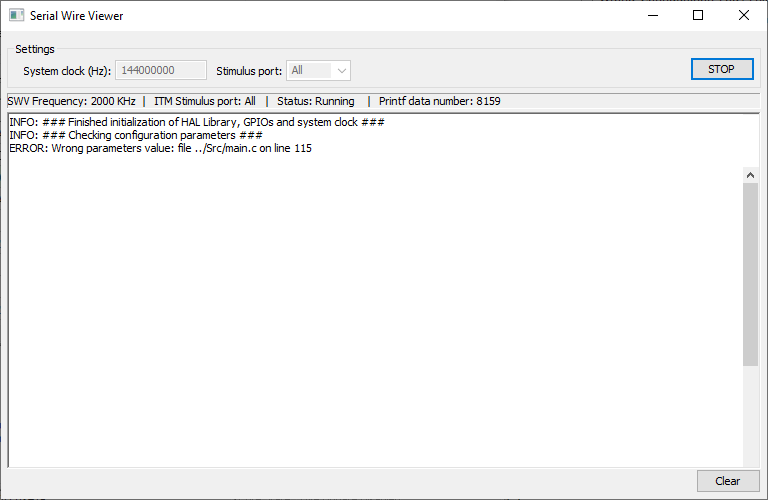 Serial Wire Viewer
Settings
System clock (Hz): 144000000 Stimulus port: All STOP
SWV Frequency: 2000 KHz | ITM Stimulus port: All | Status: Running | Printf data number: 8159
INFO: ### Finished initialization of HAL Library, GPIOs and system clock ###
INFO: ### Checking configuration parameters ###
ERROR: Wrong parameters value: file ../Src/main.c on line 115
Clear